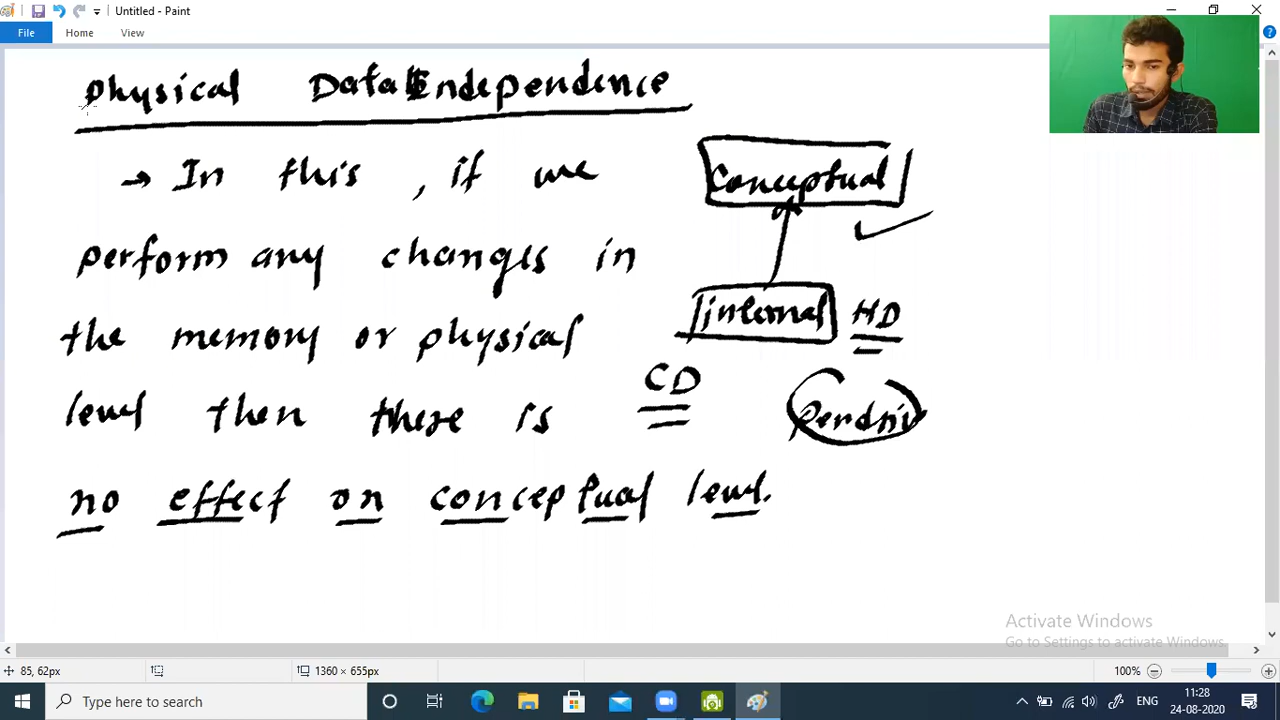 Untitled - Paint
File Home View
physical Data Independence
→ In this, if we
perform any changes in
the memory or physical
level then there is
no effect on conceptual level.
conceptual
internal HD
CD
pendriv
Activate Windows
Go to Settings to activate Windows.
85, 62px
1360 × 655px
100%
Type here to search
ENG
11:28
24-08-2020